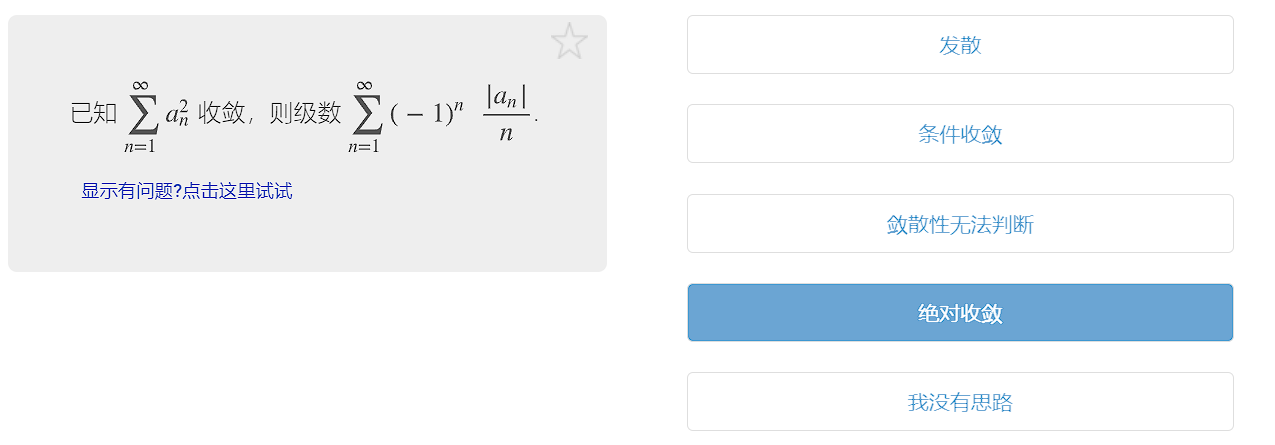 已知 $\sum_{n=1}^{\infty} a_n^2$ 收敛，则级数 $\sum_{n=1}^{\infty} (-1)^n \frac{|a_n|}{n}$.
显示有问题?点击这里试试
发散
条件收敛
敛散性无法判断
绝对收敛
我没有思路